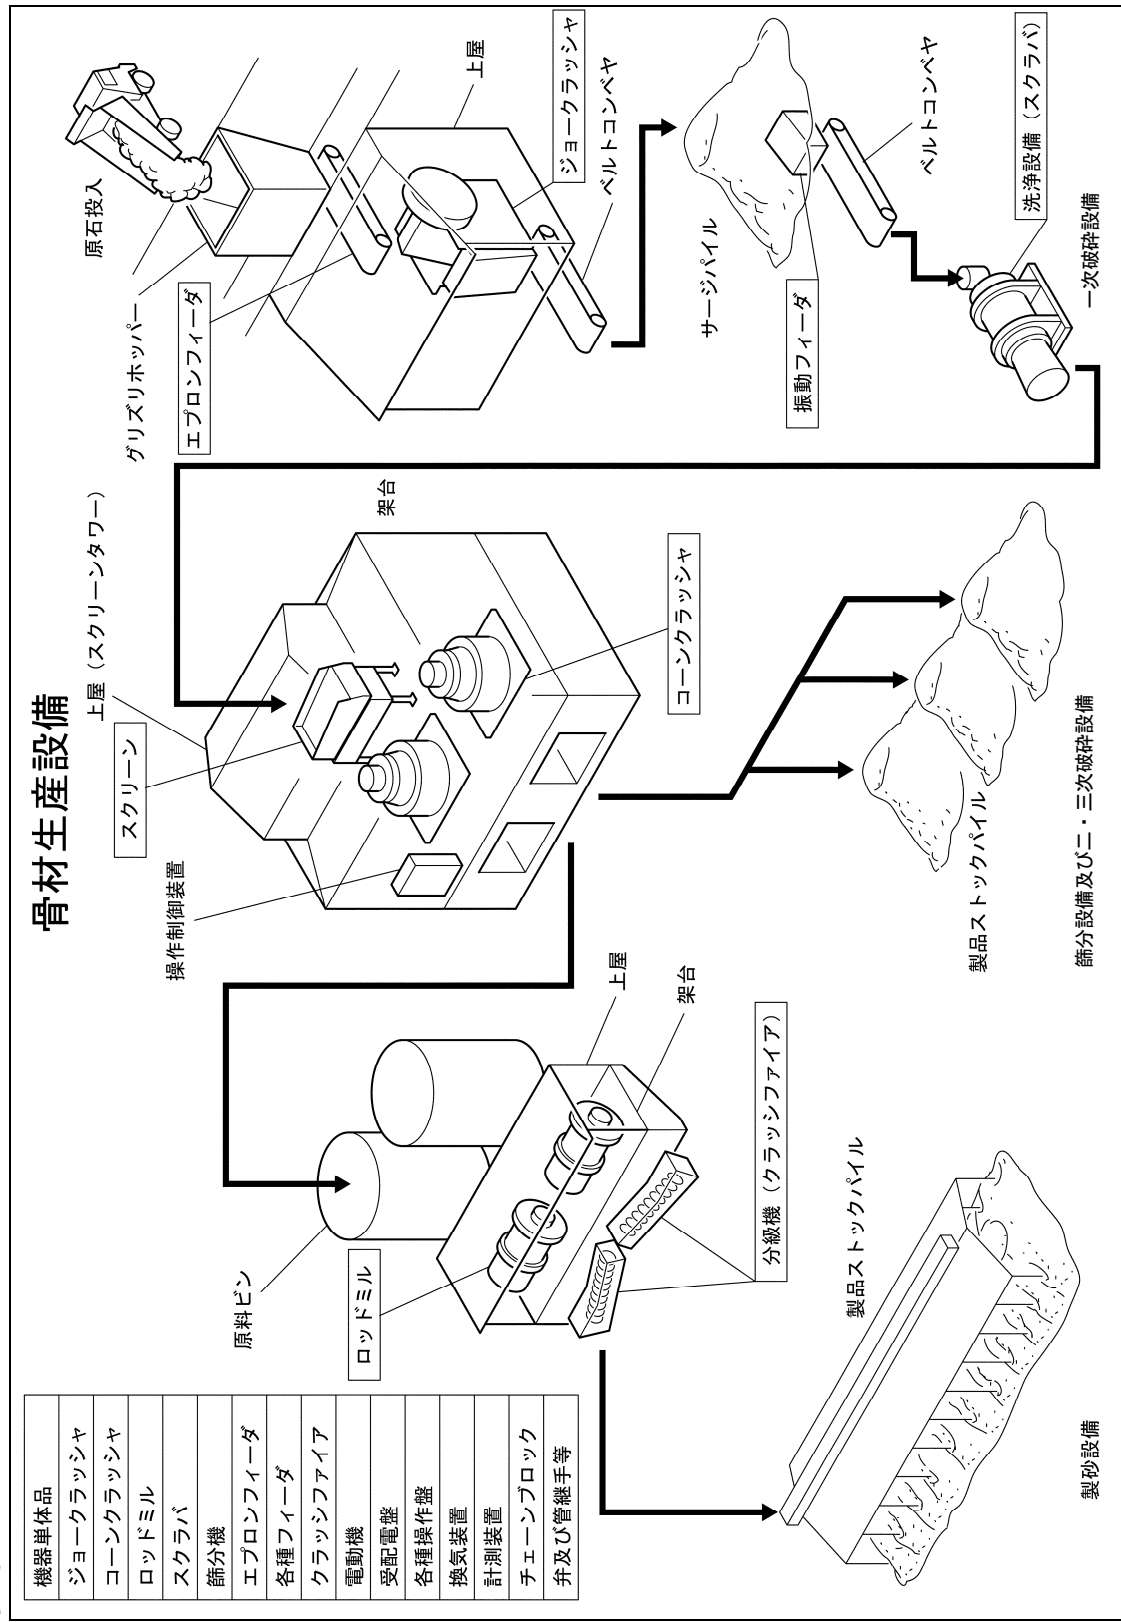 骨材生産設備
機器単体品
ジョークラッシャ
コーンクラッシャ
ロッドミル
スクラバ
篩分機
エプロンフィーダ
各種フィーダ
クラッシファイア
電動機
受配電盤
各種操作盤
換気装置
計測装置
チェーンブロック
弁及び管継手等
原料ビン
ロッドミル
上屋
架台
分級機（クラッシファイア）
製品ストックパイル
製砂設備
上屋（スクリーンタワー）
スクリーン
操作制御装置
架台
コーンクラッシャ
製品ストックパイル
篩分設備及び二・三次破砕設備
原石投入
グリズリホッパー
エプロンフィーダ
上屋
ジョークラッシャ
ベルトコンベヤ
サージパイル
振動フィーダ
ベルトコンベヤ
洗浄設備（スクラバ）
一次破砕設備